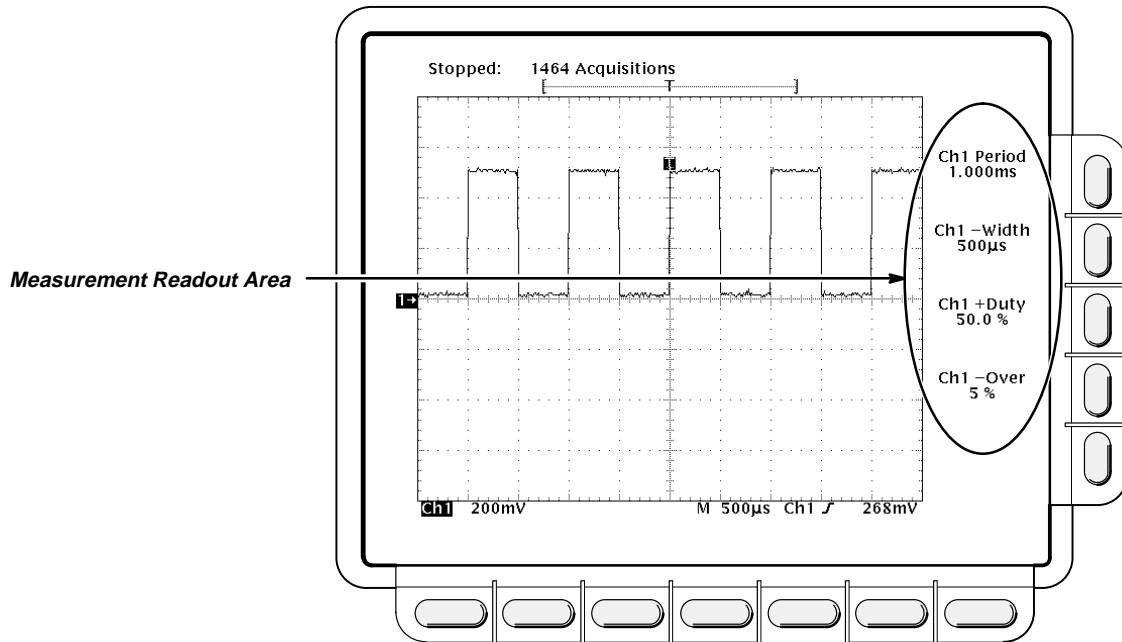 Stopped: 1464 Acquisitions
T
T
Ch1 Period
1.000ms
Ch1 −Width
500µs
Measurement Readout Area
1→
Ch1 +Duty
50.0 %
Ch1 −Over
5 %
Ch1 200mV M 500µs Ch1 ƒ 268mV